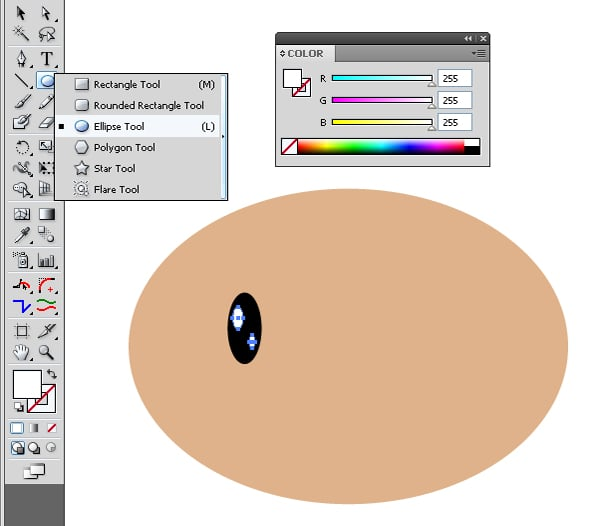 T
Rectangle Tool (M)
Rounded Rectangle Tool
Ellipse Tool (L)
Polygon Tool
Star Tool
Flare Tool
COLOR
R 255
G 255
B 255